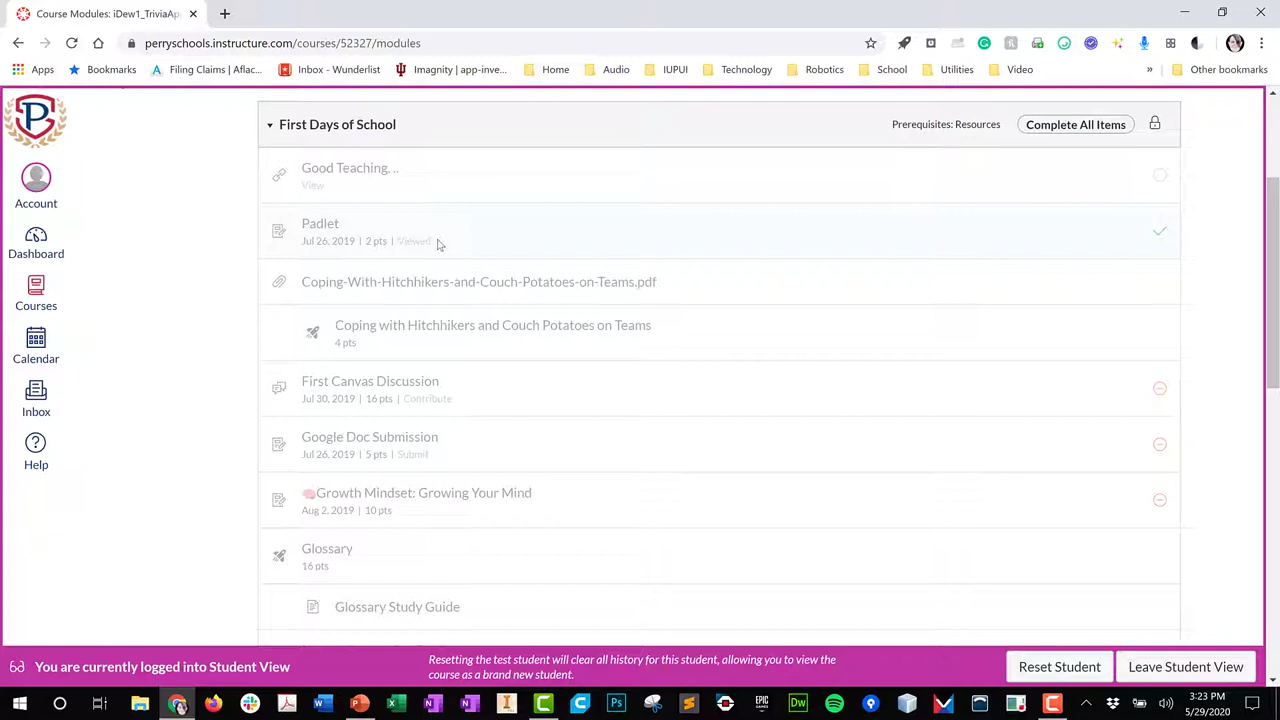 Course Modules: iDew1_TriviaAp
perryschools.instructure.com/courses/52327/modules
Apps
Bookmarks
Filing Claims | Aflac...
Inbox - Wunderlist
Imagnity | app-inve...
Home
Audio
IUPUI
Technology
Robotics
School
Utilities
Video
»
Other bookmarks
P
Account
Dashboard
Courses
Calendar
Inbox
Help
First Days of School
Prerequisites: Resources
Complete All Items
Good Teaching. ..
View
Padlet
Jul 26, 2019 | 2 pts | Viewed
Coping-With-Hitchhikers-and-Couch-Potatoes-on-Teams.pdf
Coping with Hitchhikers and Couch Potatoes on Teams
4 pts
First Canvas Discussion
Jul 30, 2019 | 16 pts | Contribute
Google Doc Submission
Jul 26, 2019 | 5 pts | Submit
🧠Growth Mindset: Growing Your Mind
Aug 2, 2019 | 10 pts
Glossary
16 pts
Glossary Study Guide
You are currently logged into Student View
Resetting the test student will clear all history for this student, allowing you to view the
course as a brand new student.
Reset Student
Leave Student View
3:23 PM
5/29/2020